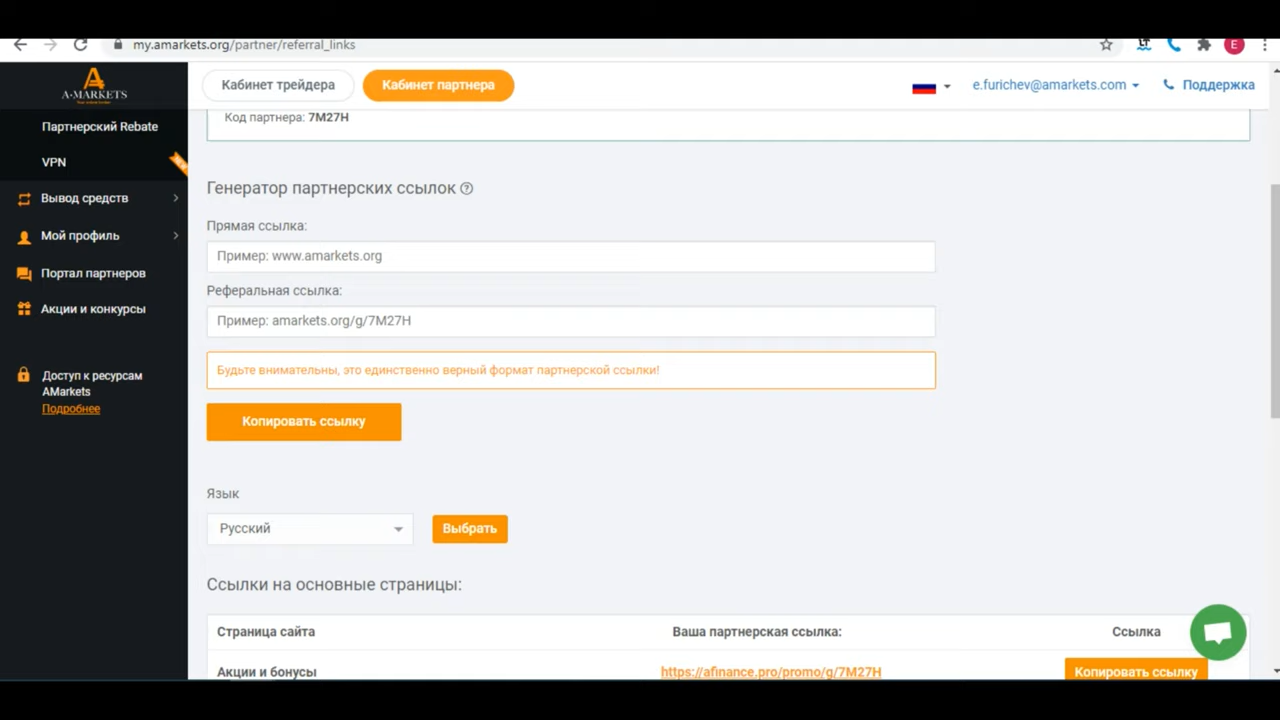 my.amarkets.org/partner/referral_links
E
A
A·MARKETS
Кабинет трейдера
Кабинет партнера
e.furichev@amarkets.com
Поддержка
Партнерский Rebate
VPN
Вывод средств
Мой профиль
Портал партнеров
Акции и конкурсы
Доступ к ресурсам
AMarkets
Подробнее
Код партнера: 7M27H
Генератор партнерских ссылок ?
Прямая ссылка:
Пример: www.amarkets.org
Реферальная ссылка:
Пример: amarkets.org/g/7M27H
Будьте внимательны, это единственно верный формат партнерской ссылки!
Копировать ссылку
Язык
Русский
Выбрать
Ссылки на основные страницы:
Страница сайта
Ваша партнерская ссылка:
Ссылка
Акции и бонусы
https://afinance.pro/promo/g/7M27H
Копировать ссылку